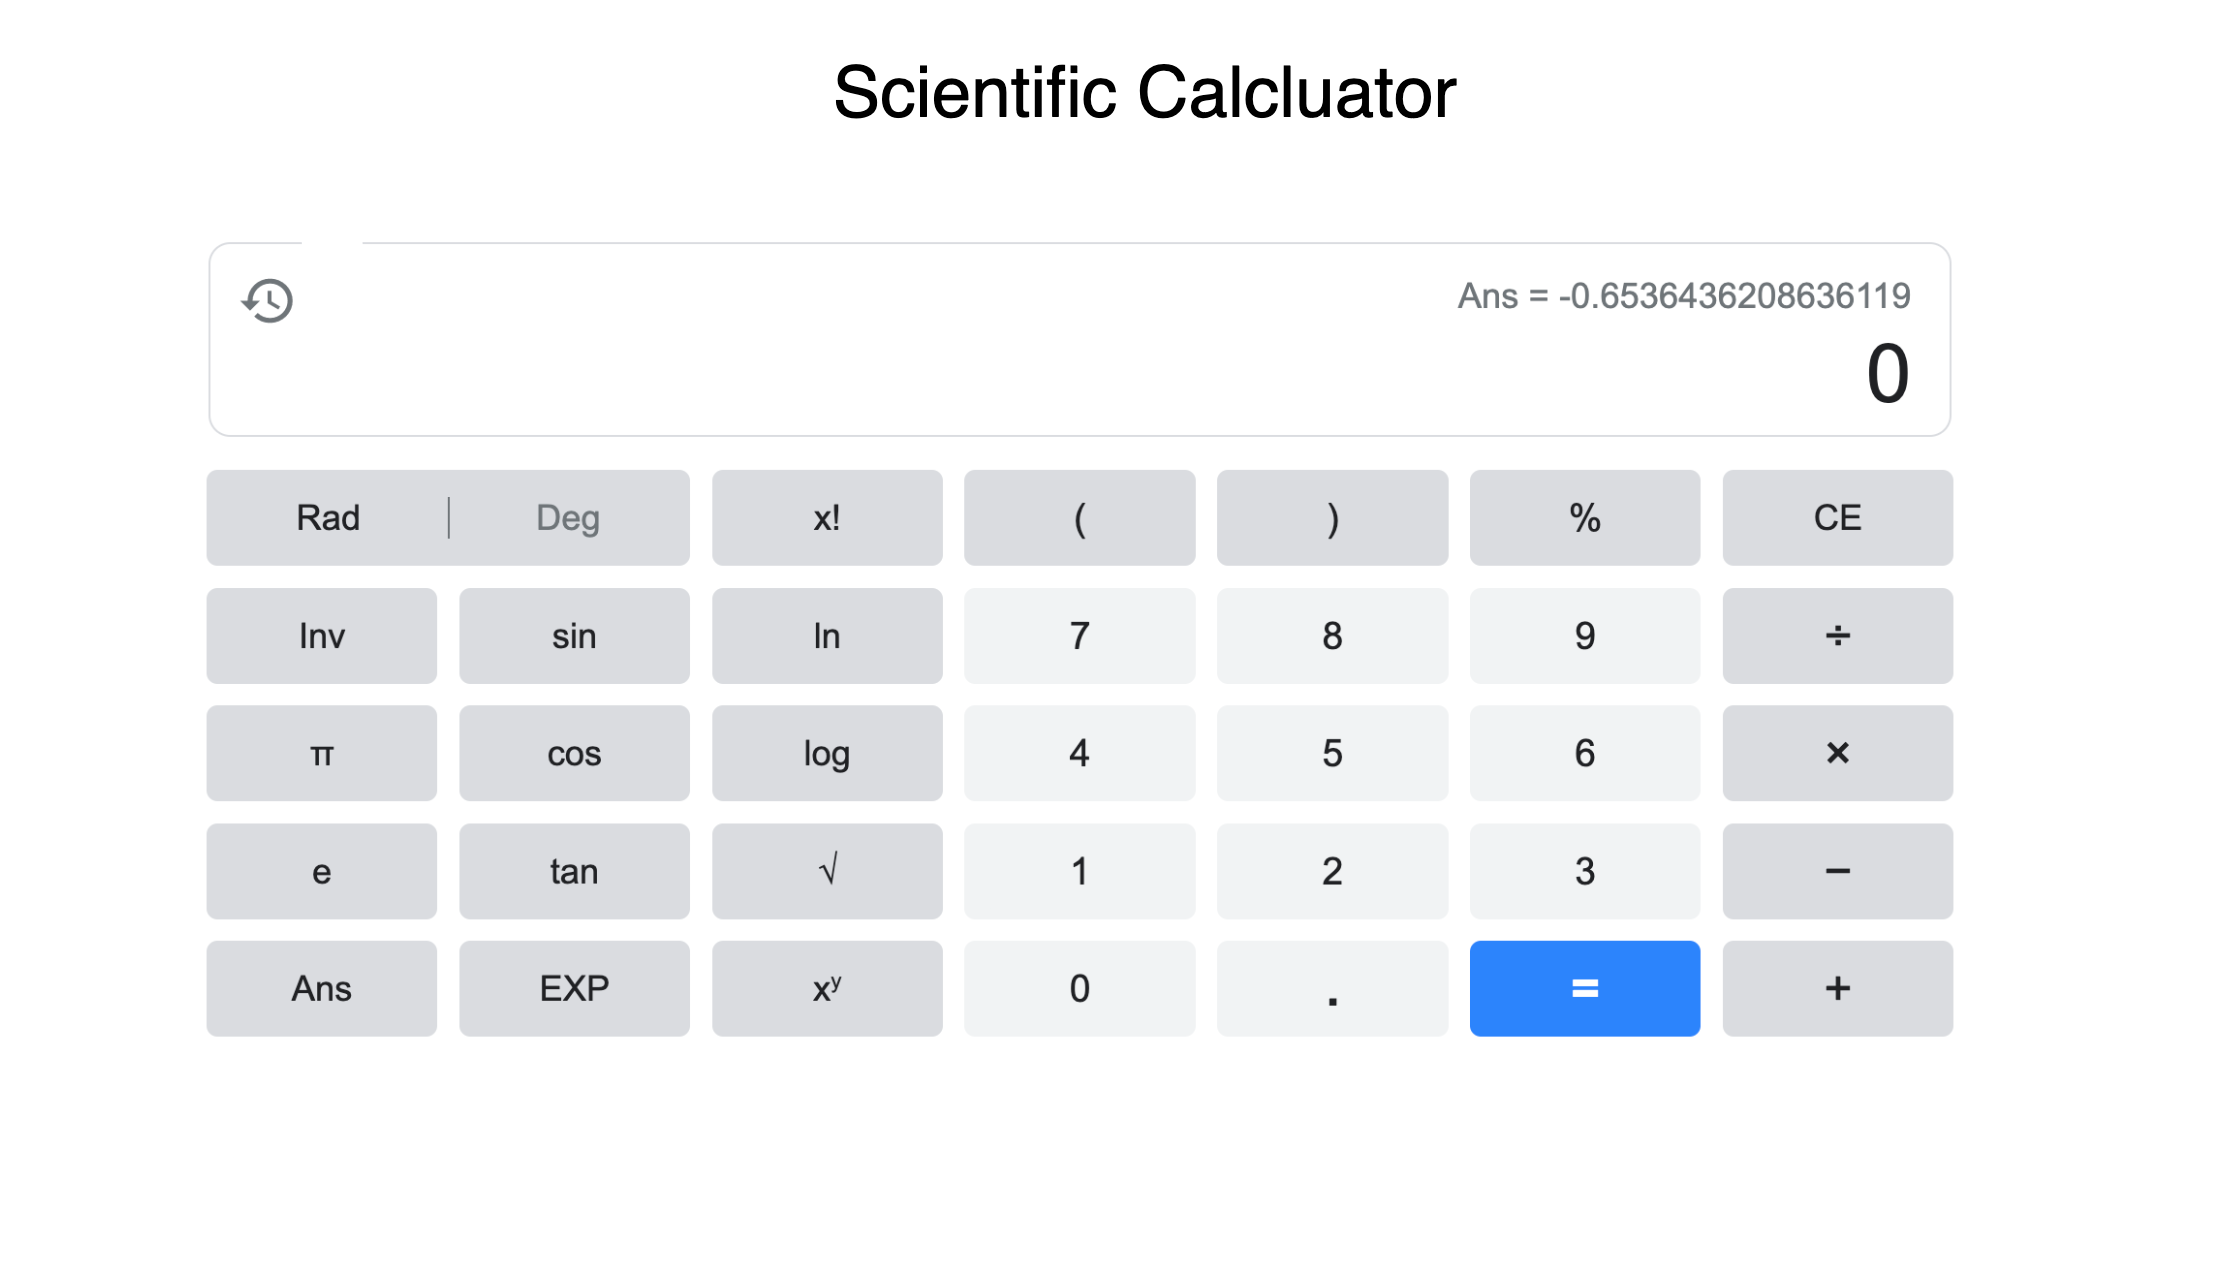 Scientific Calcluator
Ans = -0.6536436208636119
0
Rad | Deg x! ( ) % CE
Inv sin ln 7 8 9 ÷
π cos log 4 5 6 ×
e tan √ 1 2 3 −
Ans EXP xʸ 0 . = +